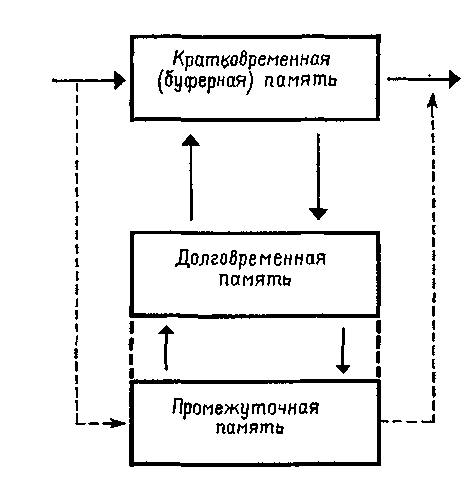 Кратковременная
(буферная) память
Долговременная
память
Промежуточная
память